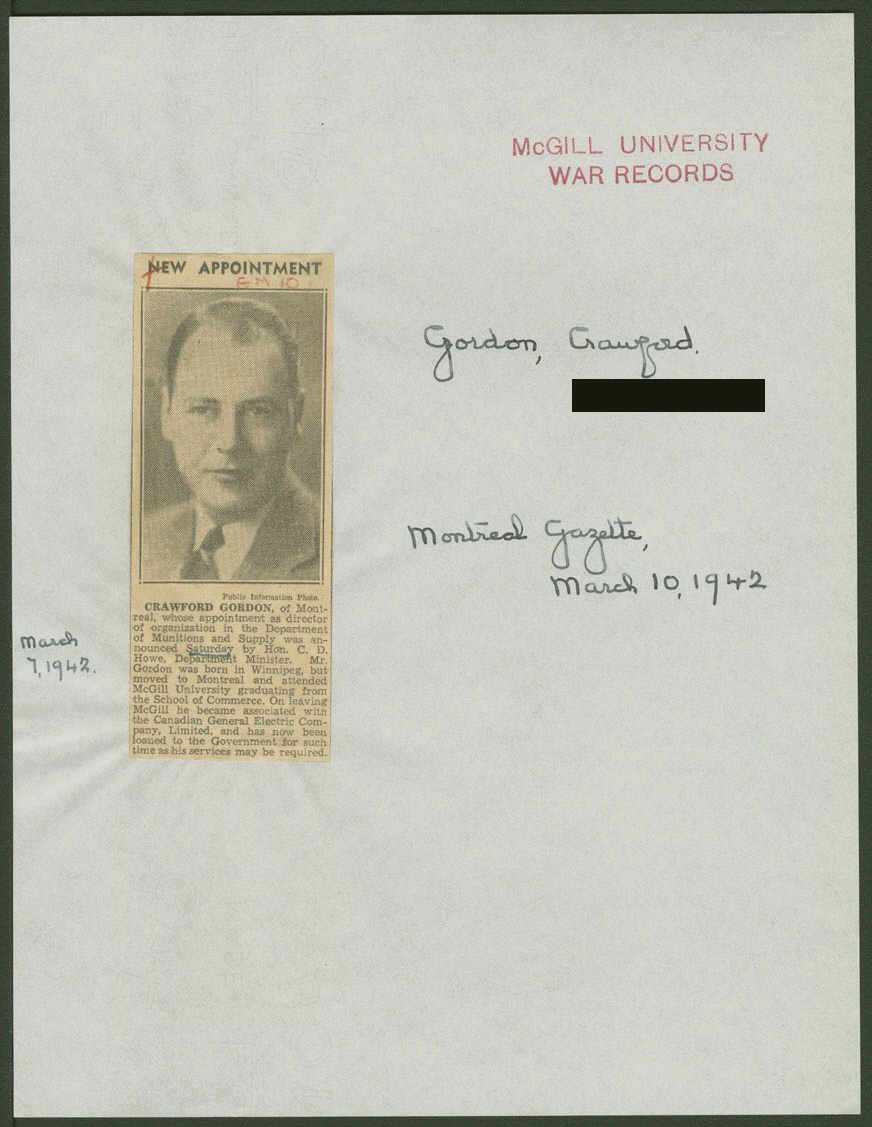 McGILL UNIVERSITY
WAR RECORDS
NEW APPOINTMENT
EM 10.
Public Information Photo.
CRAWFORD GORDON, of Mont-
real, whose appointment as director
of organization in the Department
of Munitions and Supply was an-
nounced Saturday by Hon. C. D.
Howe, Department Minister. Mr.
Gordon was born in Winnipeg, but
moved to Montreal and attended
McGill University graduating from
the School of Commerce. On leaving
McGill he became associated with
the Canadian General Electric Com-
pany, Limited, and has now been
loaned to the Government for such
time as his services may be required.
March
7, 1942.
Gordon, Crawford.
Montreal Gazette,
March 10, 1942